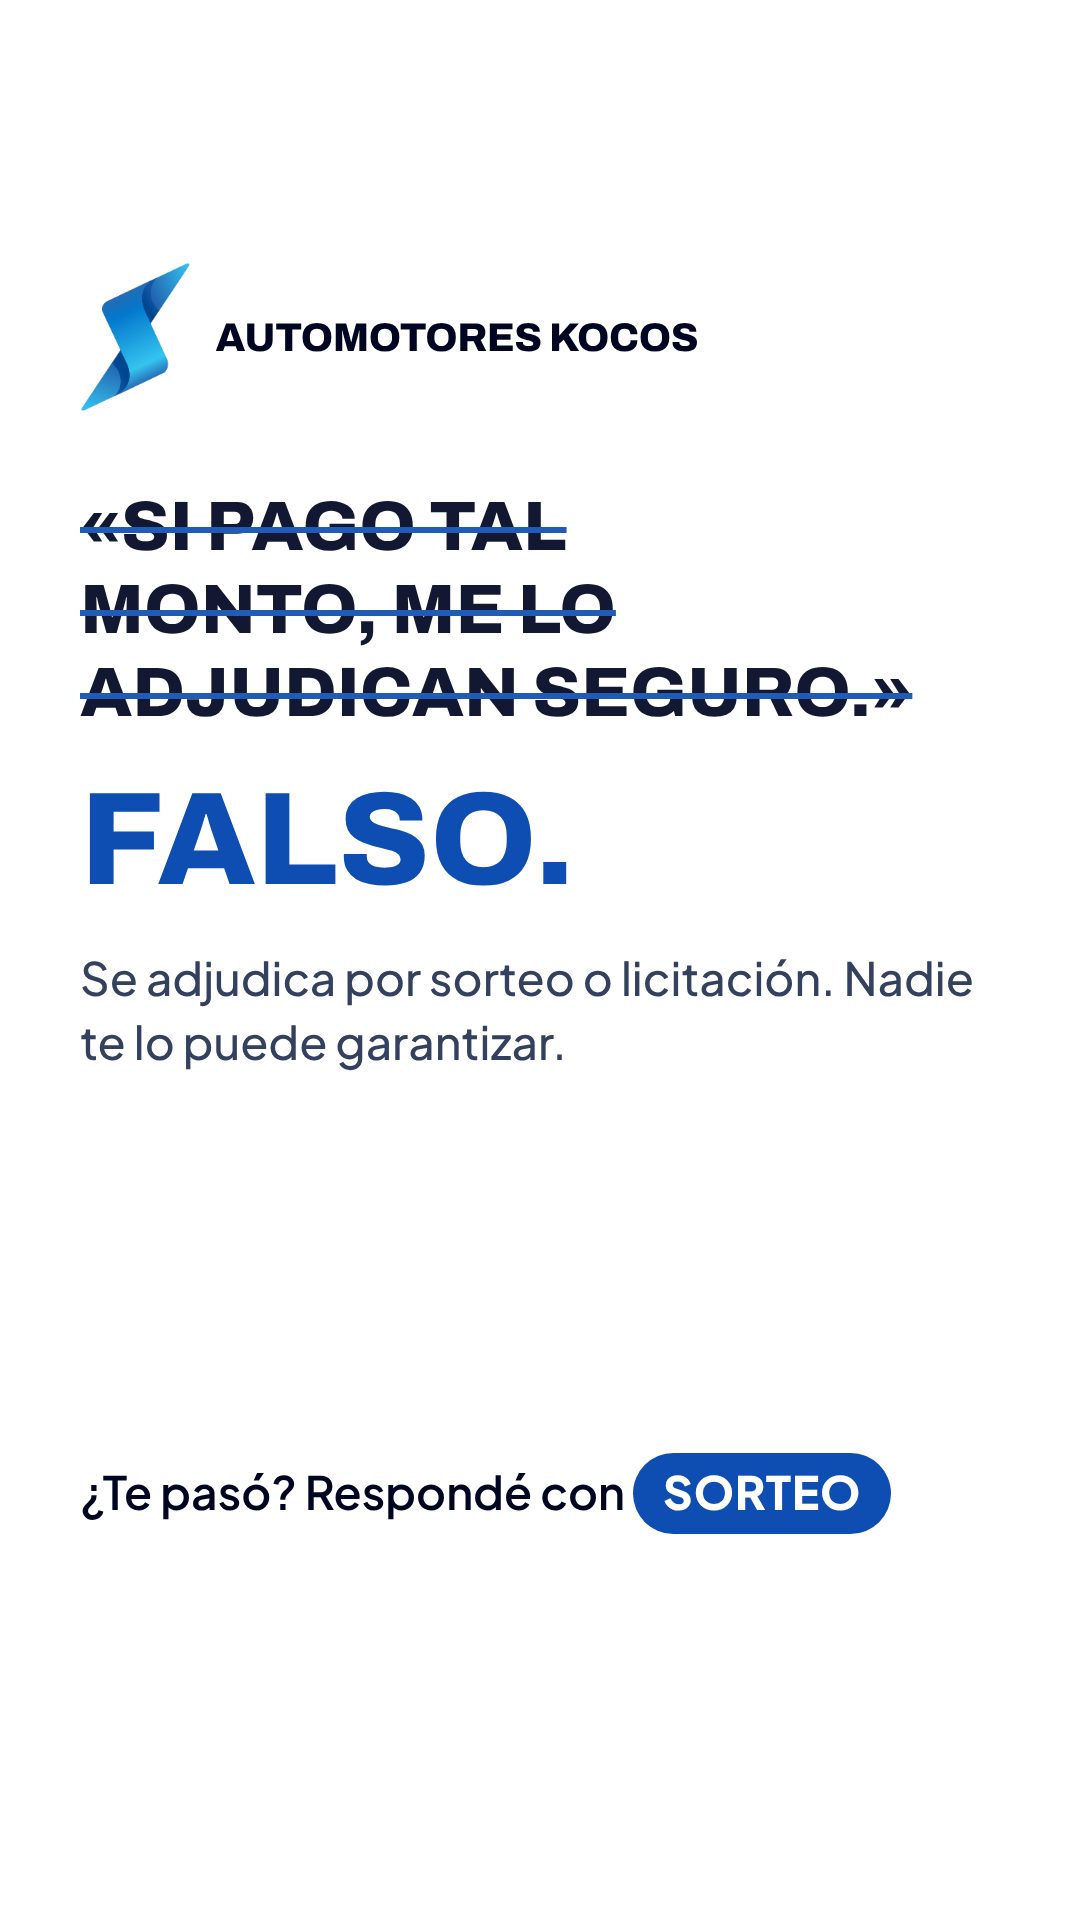 AUTOMOTORES KOCOS
«SI PAGO TAL
MONTO, ME LO
ADJUDICAN SEGURO.»
FALSO.
Se adjudica por sorteo o licitación. Nadie
te lo puede garantizar.
¿Te pasó? Respondé con SORTEO